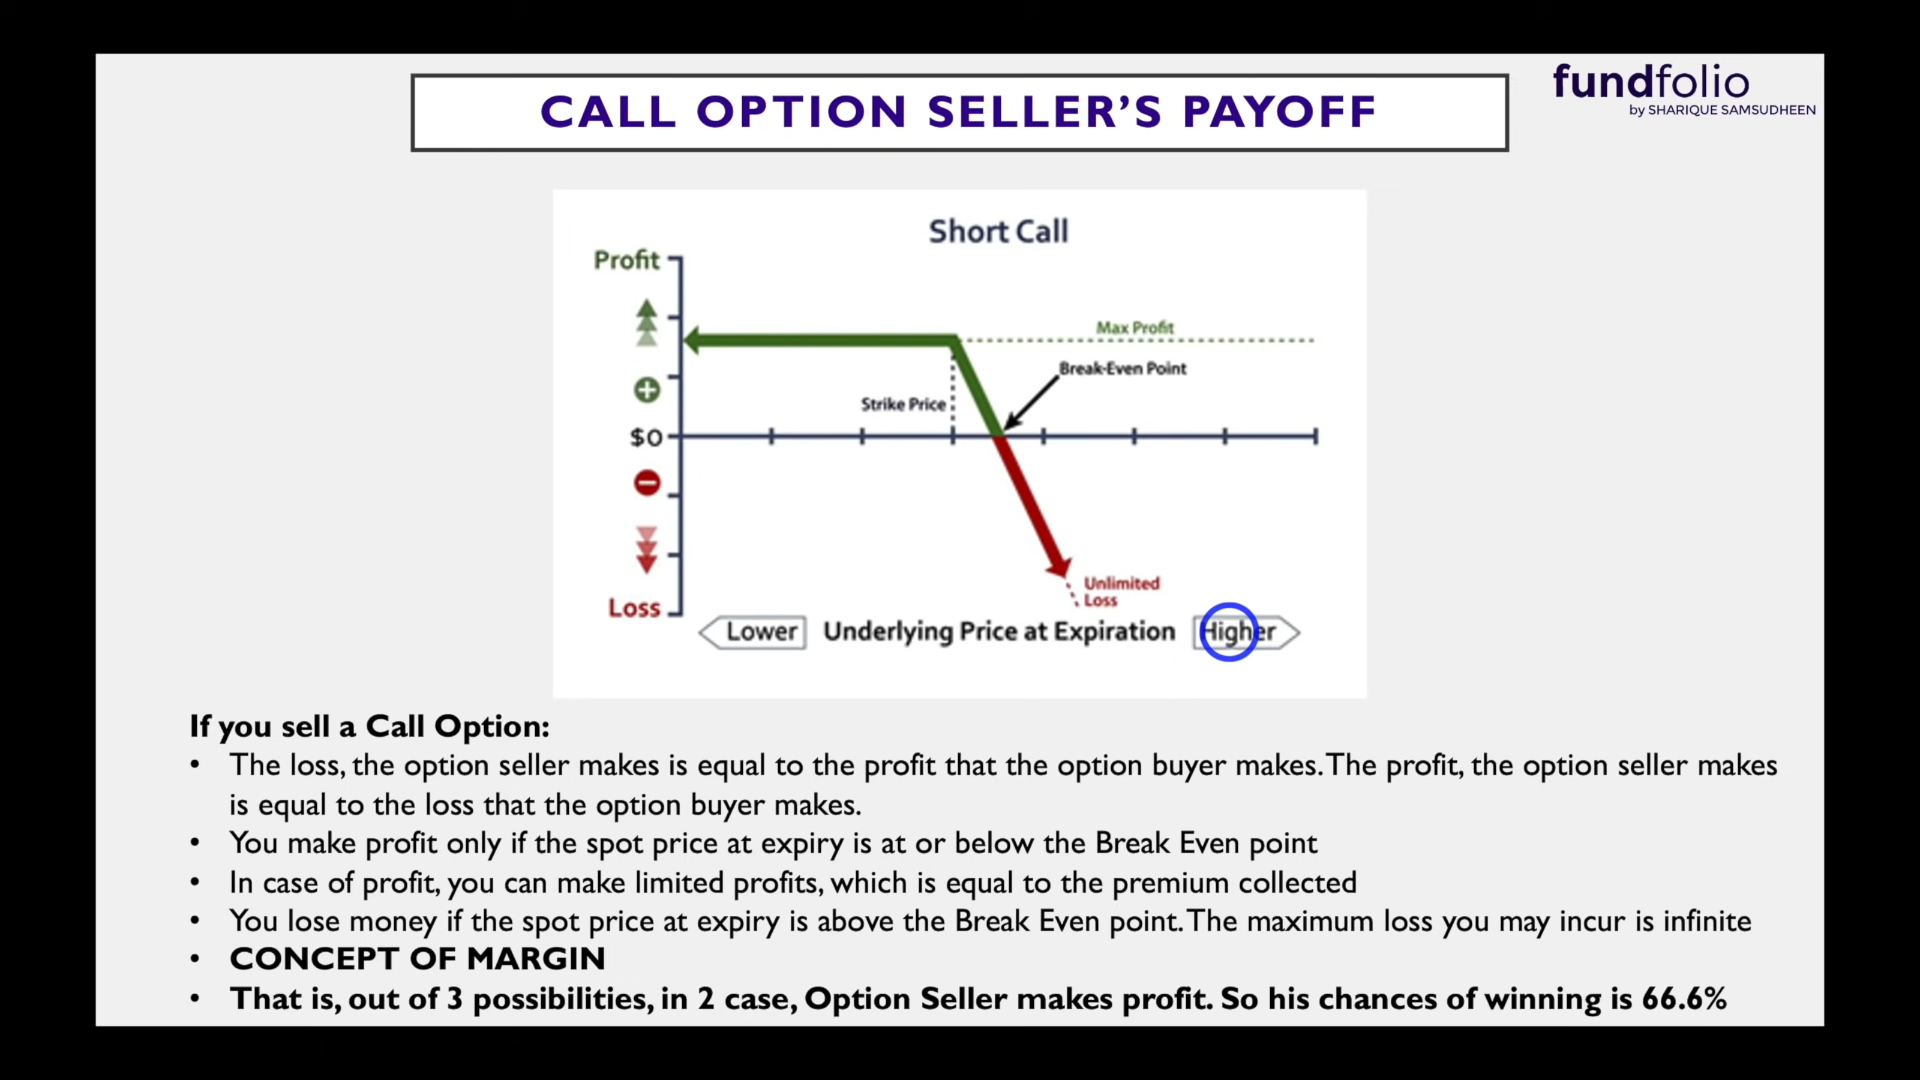 fundfolio
by SHARIQUE SAMSUDHEEN
CALL OPTION SELLER’S PAYOFF
Short Call
Profit
Max Profit
Break-Even Point
Strike Price
$0
Unlimited
Loss
Loss
Lower
Underlying Price at Expiration
Higher
If you sell a Call Option:
• The loss, the option seller makes is equal to the profit that the option buyer makes. The profit, the option seller makes
is equal to the loss that the option buyer makes.
• You make profit only if the spot price at expiry is at or below the Break Even point
• In case of profit, you can make limited profits, which is equal to the premium collected
• You lose money if the spot price at expiry is above the Break Even point. The maximum loss you may incur is infinite
• CONCEPT OF MARGIN
• That is, out of 3 possibilities, in 2 case, Option Seller makes profit. So his chances of winning is 66.6%